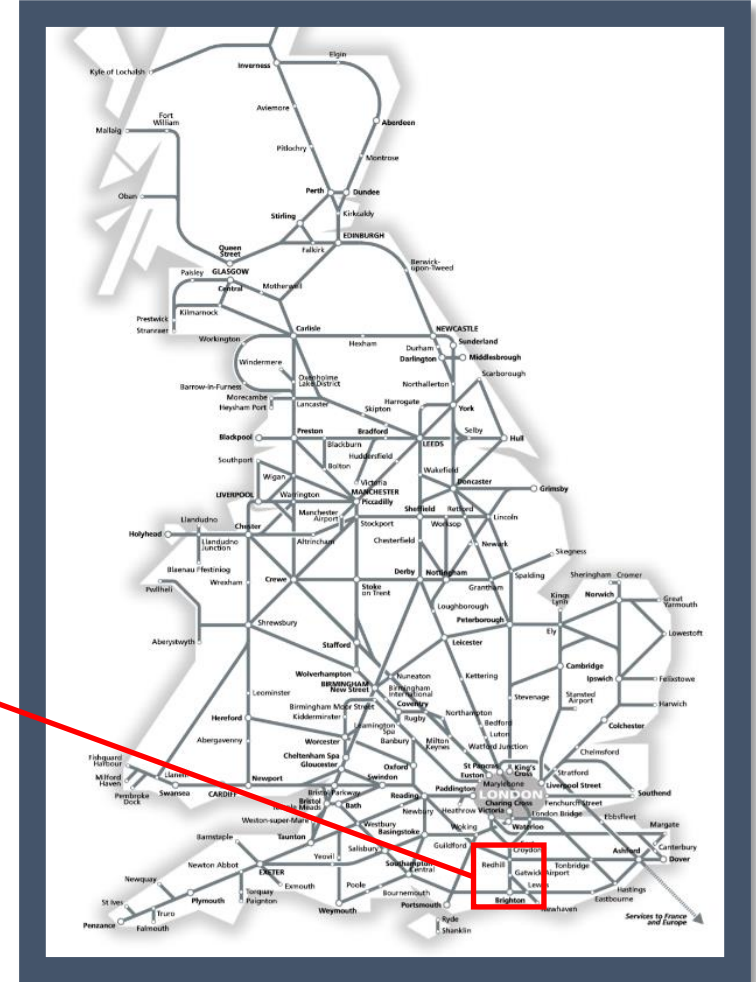 Elgin
Inverness
Kyle of Lochalsh
Aviemore
Fort
William
Mallaig
Aberdeen
Pitlochry
Montrose
Perth
Dundee
Oban
Stirling
Kirkcaldy
EDINBURGH
Queen
Street
Falkirk
Berwick-
upon-Tweed
Paisley
GLASGOW
Central
Motherwell
Prestwick
Kilmarnock
Stranraer
Carlisle
NEWCASTLE
Workington
Hexham
Sunderland
Durham
Darlington
Middlesbrough
Windermere
Oxenholme
Lake District
Scarborough
Barrow-in-Furness
Northallerton
Morecambe
Heysham Port
Lancaster
Harrogate
York
Skipton
Blackpool
Preston
Bradford
LEEDS
Selby
Hull
Blackburn
Huddersfield
Southport
Bolton
Wakefield
Wigan
Victoria
Doncaster
MANCHESTER
LIVERPOOL
Warrington
Piccadilly
Grimsby
Manchester
Airport
Sheffield
Retford
Llandudno
Stockport
Worksop
Lincoln
Holyhead
Chester
Llandudno
Junction
Altrincham
Chesterfield
Newark
Skegness
Blaenau Ffestiniog
Derby
Nottingham
Spalding
Sheringham
Cromer
Pwllheli
Wrexham
Crewe
Stoke
on Trent
Grantham
Kings
Lynn
Norwich
Great
Yarmouth
Loughborough
Shrewsbury
Peterborough
Ely
Lowestoft
Aberystwyth
Stafford
Leicester
Wolverhampton
Cambridge
BIRMINGHAM
New Street
Nuneaton
Kettering
Birmingham
International
Ipswich
Felixstowe
Leominster
Stevenage
Stansted
Airport
Birmingham Moor Street
Coventry
Harwich
Hereford
Kidderminster
Rugby
Northampton
Leamington
Spa
Bedford
Colchester
Abergavenny
Worcester
Banbury
Milton
Keynes
Luton
Cheltenham Spa
Watford Junction
Chelmsford
Fishguard
Harbour
Gloucester
Oxford
St Pancras
King's
Cross
Euston
Stratford
Milford
Haven
Llanelli
Newport
Swindon
Paddington
Marylebone
Liverpool Street
Pembroke
Dock
Swansea
CARDIFF
Bristol Parkway
Reading
LONDON
Southend
Bristol
Temple Meads
Bath
Newbury
Heathrow
Victoria
Charing Cross
Fenchurch Street
Weston-super-Mare
London Bridge
Ebbsfleet
Westbury
Basingstoke
Woking
Waterloo
Margate
Barnstaple
Taunton
Guildford
Croydon
Canterbury
Yeovil
Salisbury
Ashford
Newton Abbot
Southampton
Central
Redhill
Tonbridge
Dover
EXETER
Gatwick Airport
Newquay
Exmouth
Poole
Lewes
Hastings
Torquay
Bournemouth
Eastbourne
St Ives
Plymouth
Paignton
Portsmouth
Brighton
Newhaven
Truro
Weymouth
Penzance
Falmouth
Ryde
Shanklin
Services to France
and Europe